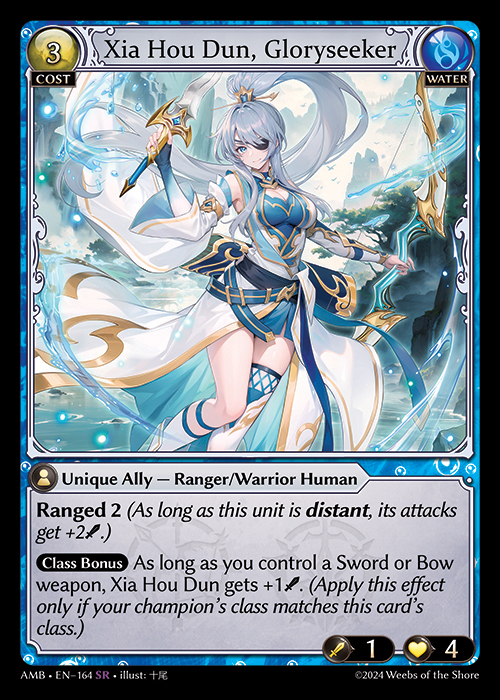 3
COST
Xia Hou Dun, Gloryseeker
WATER
Unique Ally — Ranger/Warrior Human
Ranged 2 (As long as this unit is distant, its attacks
get +2.)
Class Bonus As long as you control a Sword or Bow
weapon, Xia Hou Dun gets +1. (Apply this effect
only if your champion's class matches this card's
class.)
1
4
AMB • EN-164 SR • illust: 十尾
©2024 Weebs of the Shore